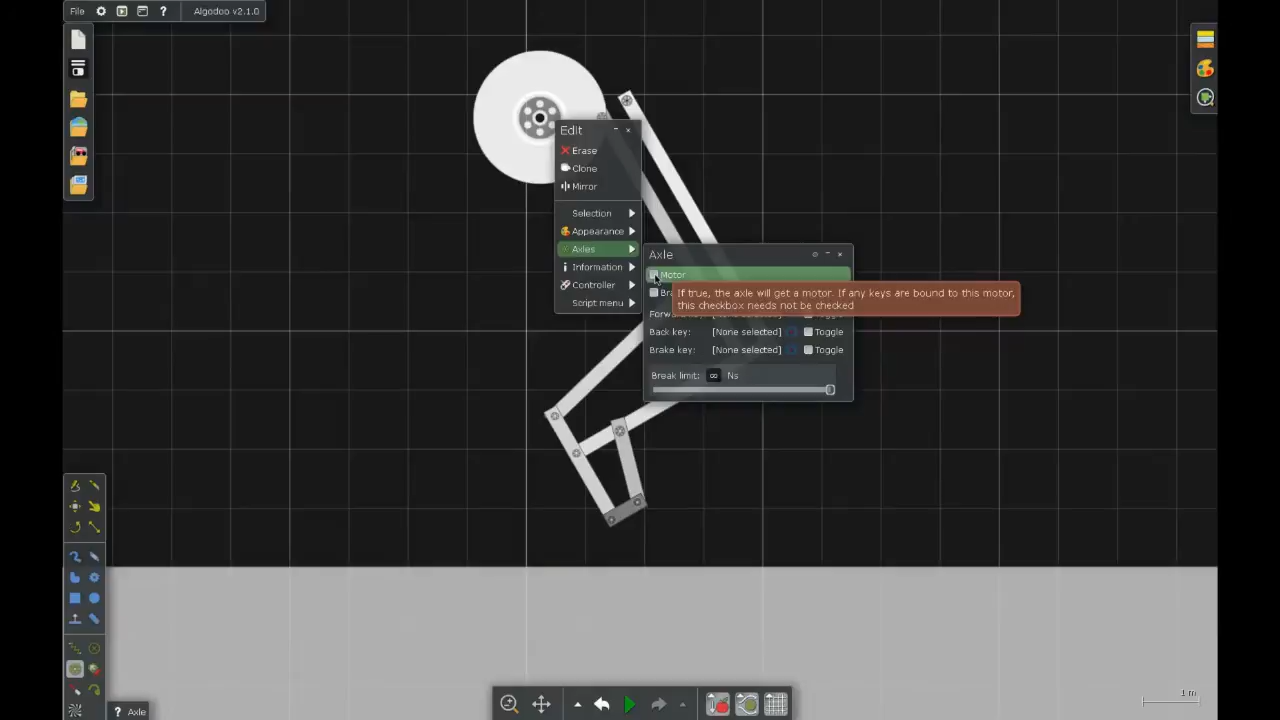 File ? Algodoo v2.1.0
Edit
Erase
Clone
Mirror
Selection
Appearance
Axles
Information
Controller
Script menu
Axle
Motor
If true, the axle will get a motor. If any keys are bound to this motor,
this checkbox needs not be checked
Back key: [None selected] Toggle
Brake key: [None selected] Toggle
Break limit: ∞ Ns
1 m
? Axle